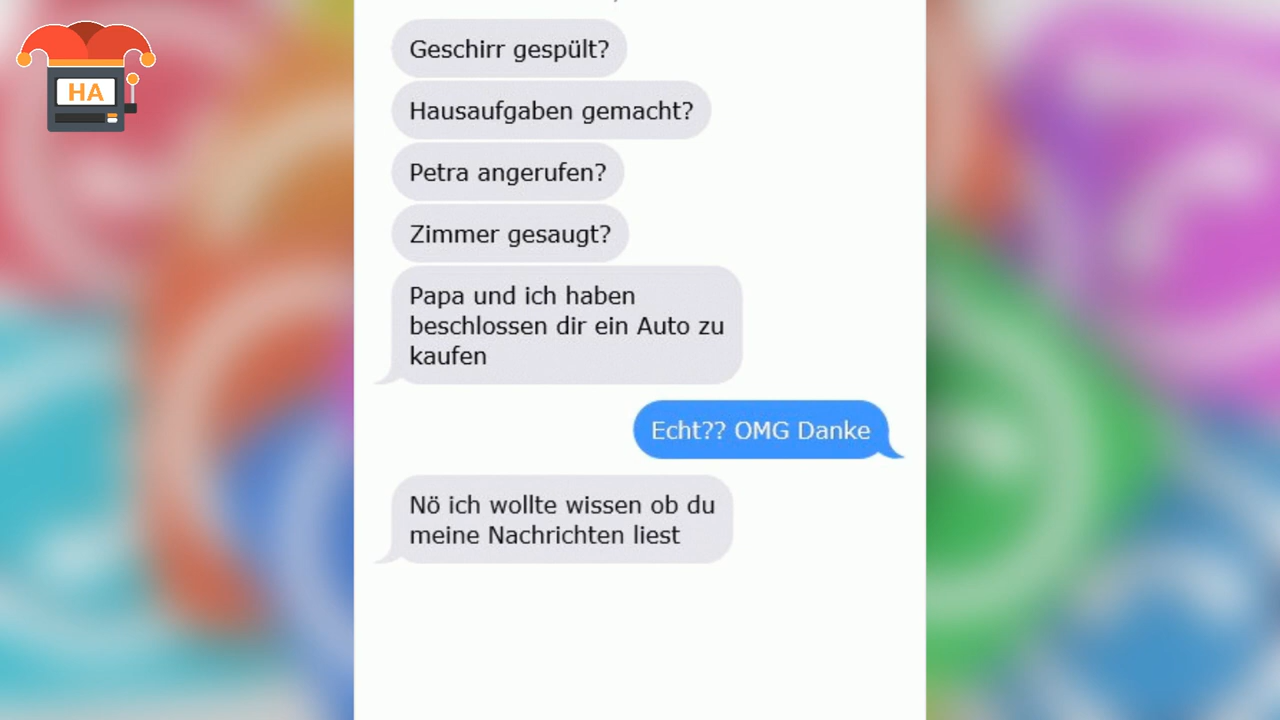 HA
Geschirr gespült?
Hausaufgaben gemacht?
Petra angerufen?
Zimmer gesaugt?
Papa und ich haben
beschlossen dir ein Auto zu
kaufen
Echt?? OMG Danke
Nö ich wollte wissen ob du
meine Nachrichten liest